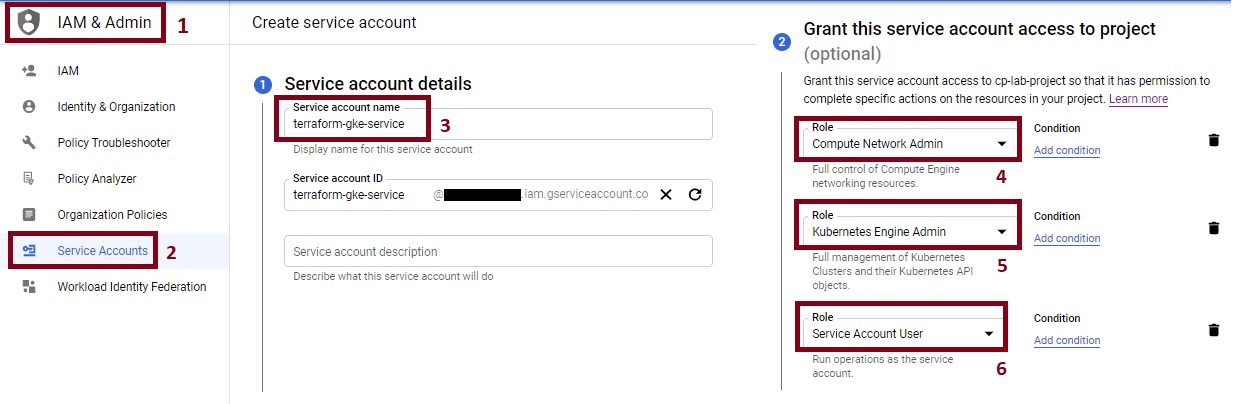 IAM & Admin
1
IAM
Identity & Organization
Policy Troubleshooter
Policy Analyzer
Organization Policies
Service Accounts
2
Workload Identity Federation
Create service account
1
Service account details
Service account name
terraform-gke-service
3
Display name for this service account
Service account ID
terraform-gke-service
@
.iam.gserviceaccount.co
Service account description
Describe what this service account will do
2
Grant this service account access to project
(optional)
Grant this service account access to cp-lab-project so that it has permission to
complete specific actions on the resources in your project. Learn more
Role
Compute Network Admin
Condition
Add condition
Full control of Compute Engine
networking resources.
4
Role
Kubernetes Engine Admin
Condition
Add condition
Full management of Kubernetes
Clusters and their Kubernetes API
objects.
5
Role
Service Account User
Condition
Add condition
Run operations as the service
account.
6